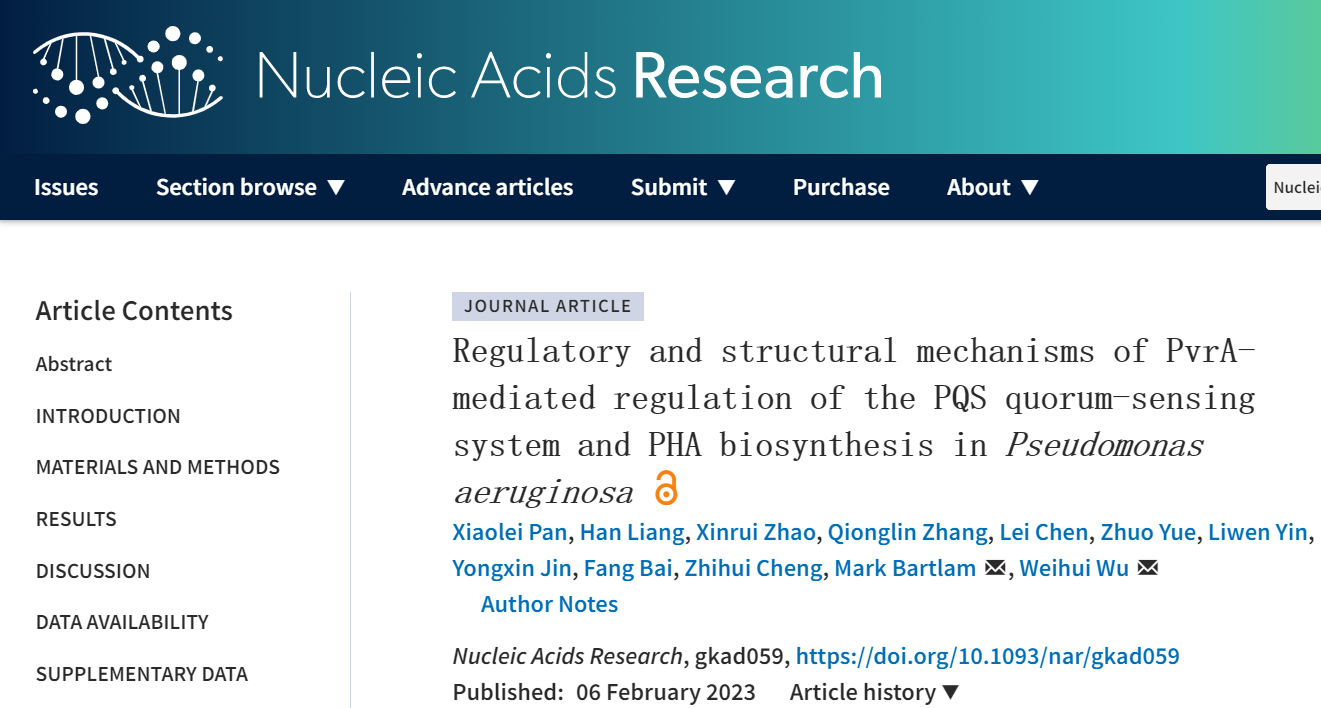 Nucleic Acids Research
Issues Section browse ▼ Advance articles Submit ▼ Purchase About ▼
Article Contents
Abstract
INTRODUCTION
MATERIALS AND METHODS
RESULTS
DISCUSSION
DATA AVAILABILITY
SUPPLEMENTARY DATA
JOURNAL ARTICLE
Regulatory and structural mechanisms of PvrA-
mediated regulation of the PQS quorum-sensing
system and PHA biosynthesis in Pseudomonas
aeruginosa
Xiaolei Pan, Han Liang, Xinrui Zhao, Qionglin Zhang, Lei Chen, Zhuo Yue, Liwen Yin,
Yongxin Jin, Fang Bai, Zhihui Cheng, Mark Bartlam ✉, Weihui Wu ✉
Author Notes
Nucleic Acids Research, gkad059, https://doi.org/10.1093/nar/gkad059
Published: 06 February 2023 Article history ▼